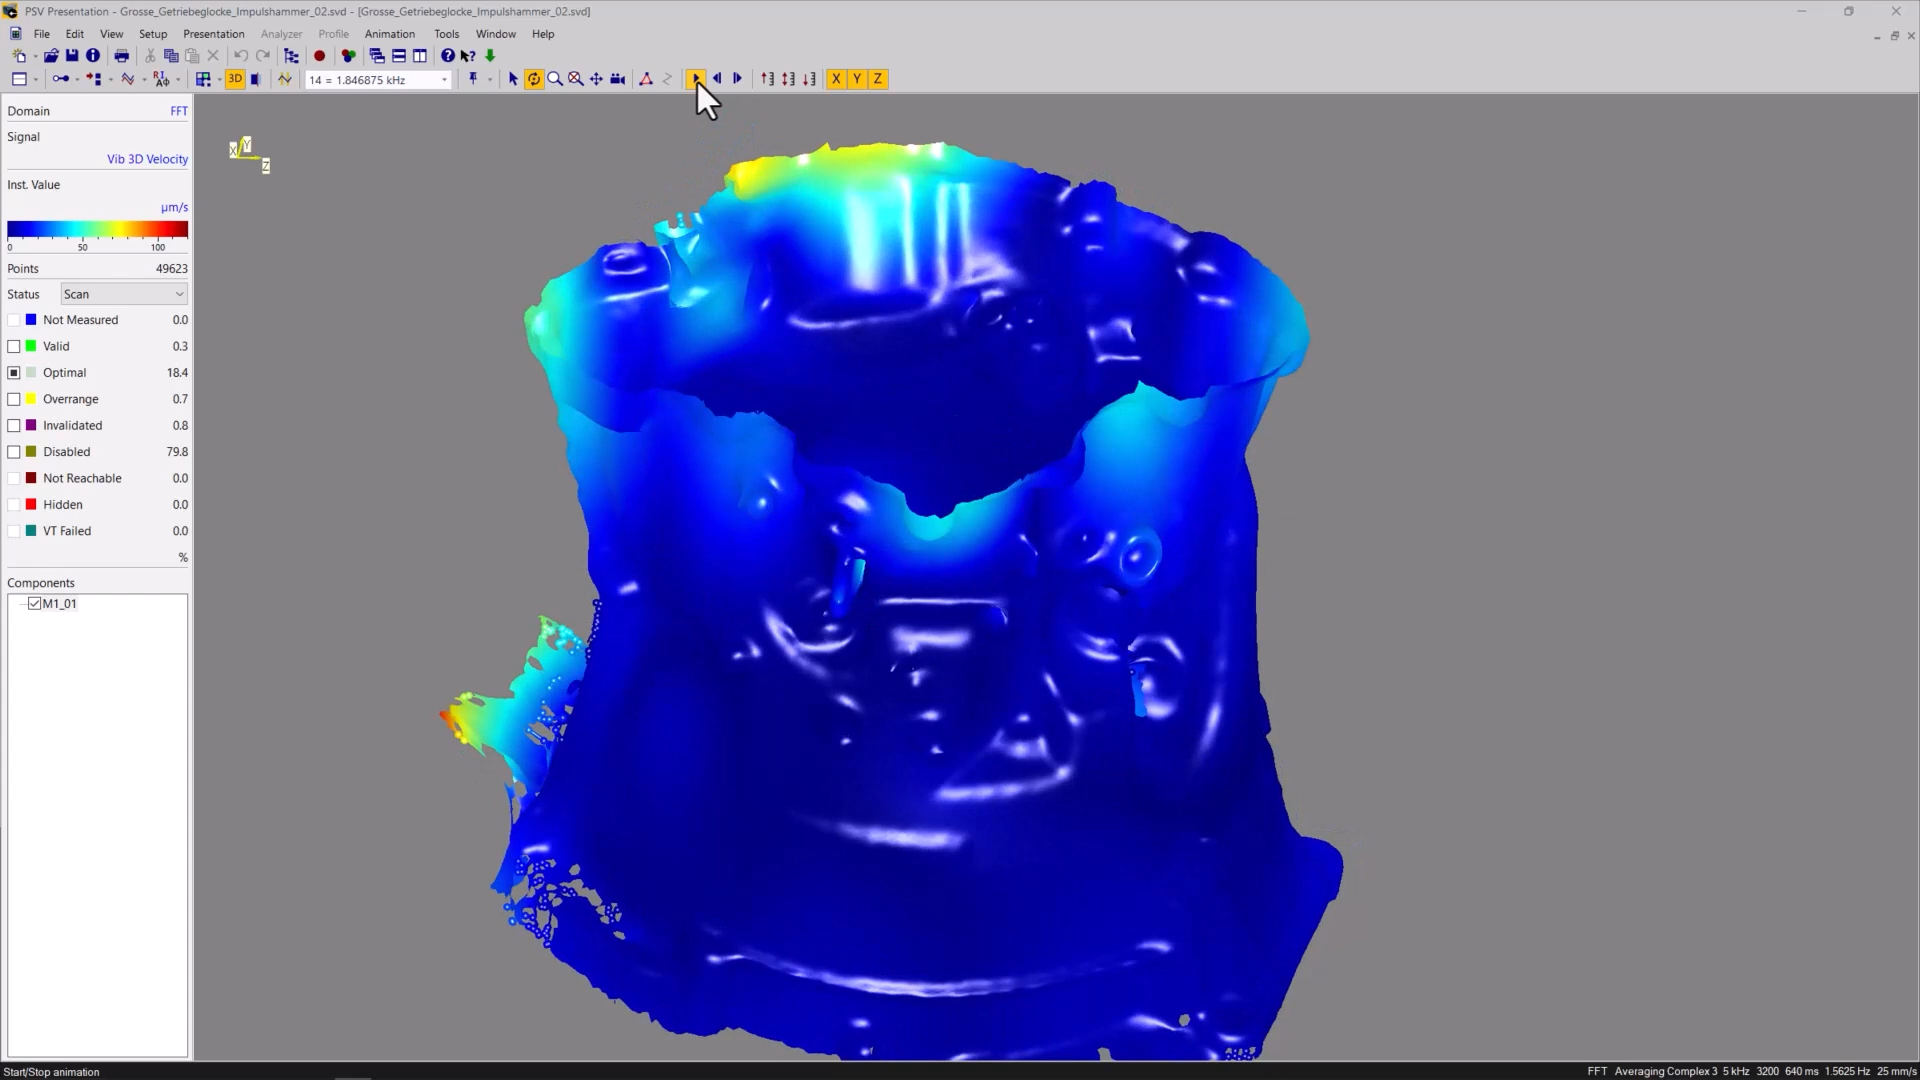 PSV Presentation - Grosse_Getriebeglocke_Impulshammer_02.svd - [Grosse_Getriebeglocke_Impulshammer_02.svd]
File Edit View Setup Presentation Analyzer Profile Animation Tools Window Help
3D 14 = 1.846875 kHz X Y Z
Domain FFT
Signal
Vib 3D Velocity
Inst. Value
µm/s
0 50 100
Points 49623
Status Scan
Not Measured 0.0
Valid 0.3
Optimal 18.4
Overrange 0.7
Invalidated 0.8
Disabled 79.8
Not Reachable 0.0
Hidden 0.0
VT Failed 0.0
%
Components
M1_01
X Y
Z
Start/Stop animation
FFT Averaging Complex 3 5 kHz 3200 640 ms 1.5625 Hz 25 mm/s